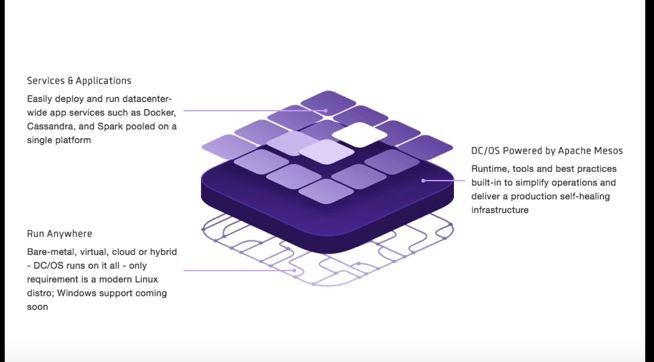 Services & Applications
Easily deploy and run datacenter-
wide app services such as Docker,
Cassandra, and Spark pooled on a
single platform
DC/OS Powered by Apache Mesos
Runtime, tools and best practices
built-in to simplify operations and
deliver a production self-healing
infrastructure
Run Anywhere
Bare-metal, virtual, cloud or hybrid
- DC/OS runs on it all - only
requirement is a modern Linux
distro; Windows support coming
soon